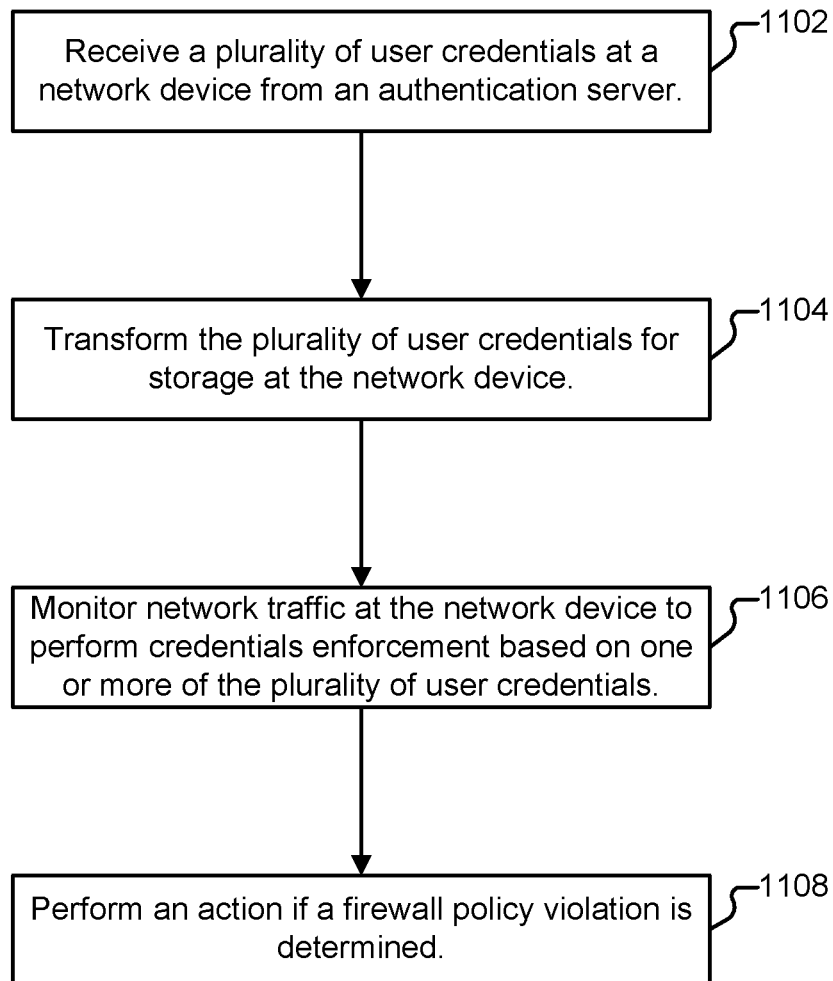 1102
Receive a plurality of user credentials at a
network device from an authentication server.
1104
Transform the plurality of user credentials for
storage at the network device.
1106
Monitor network traffic at the network device to
perform credentials enforcement based on one
or more of the plurality of user credentials.
1108
Perform an action if a firewall policy violation is
determined.